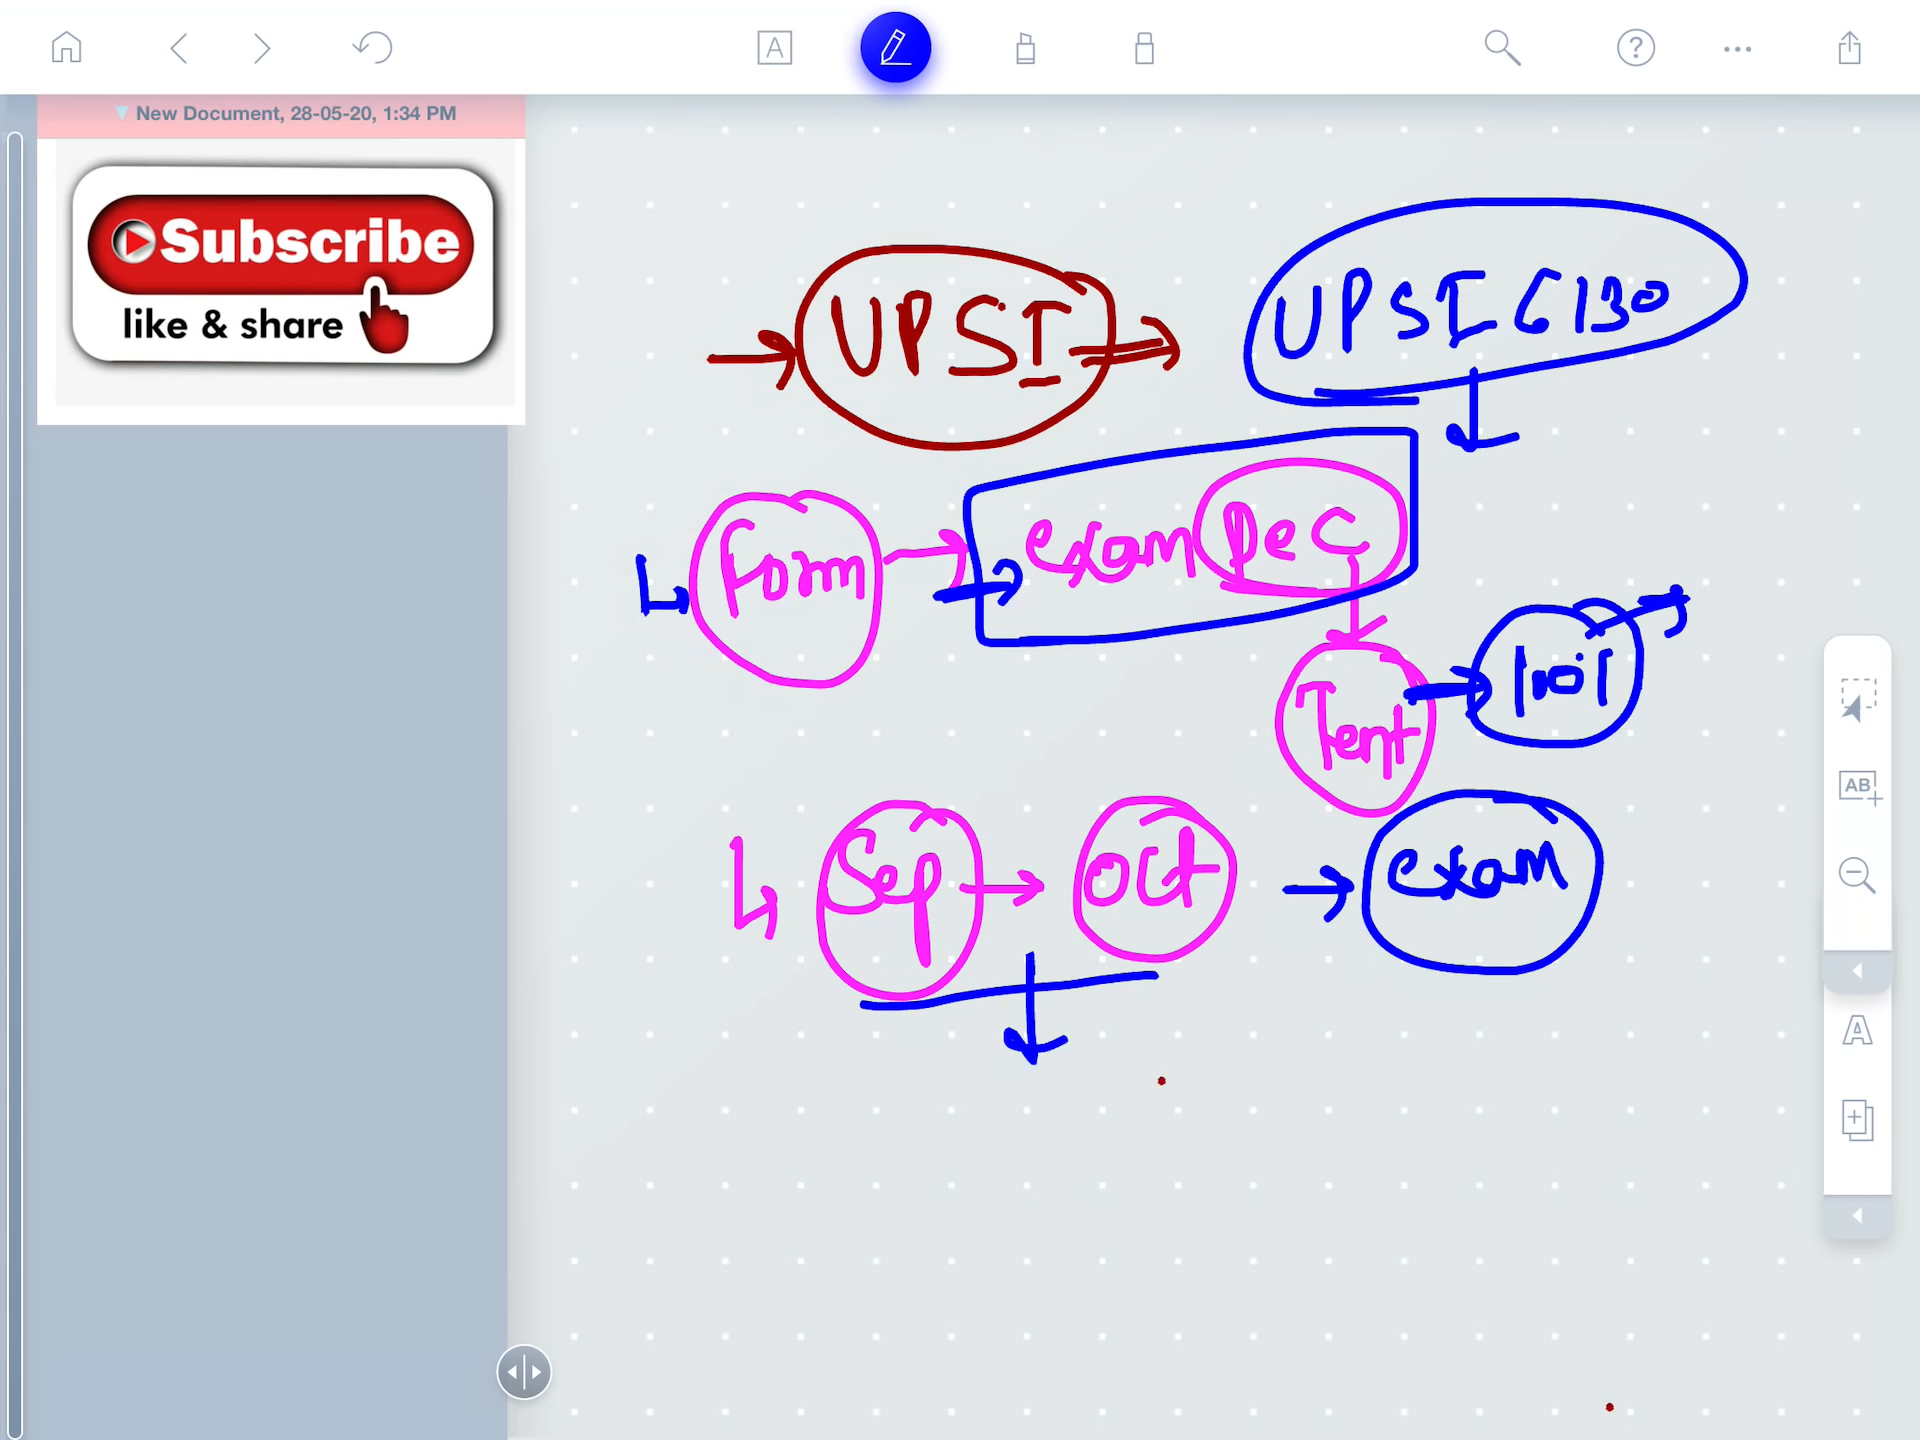 A
?
New Document, 28-05-20, 1:34 PM
Subscribe
like & share
UPSI
UPSI 6130
Form
exam Dec
Tent
Sep
oct
exam
AB
A